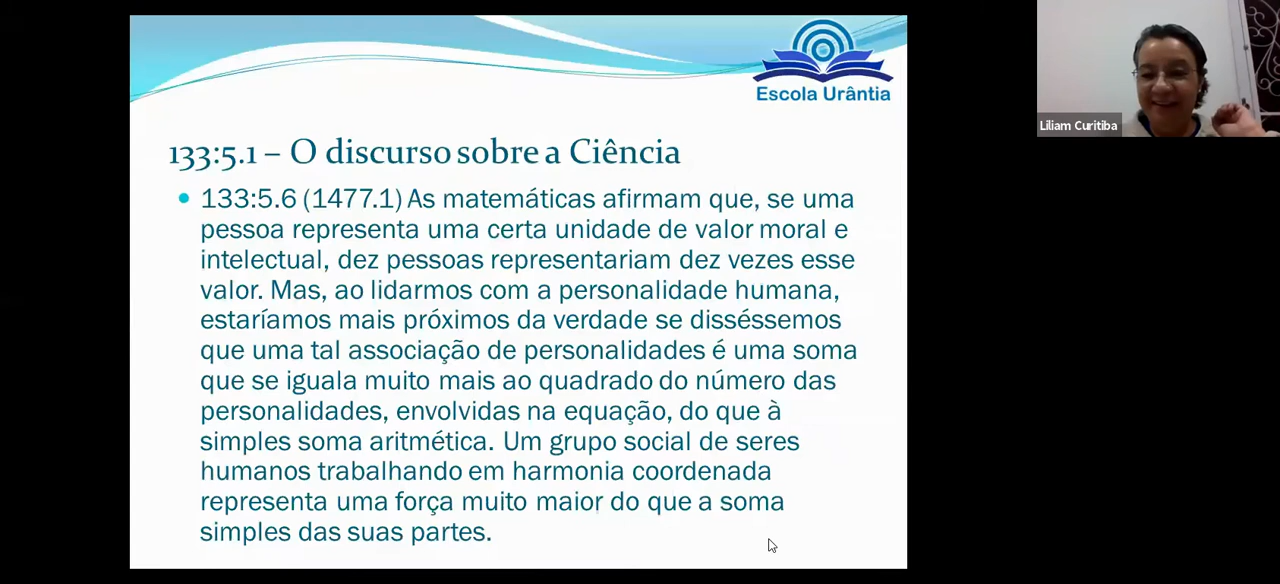 Escola Urântia
133:5.1 – O discurso sobre a Ciência
133:5.6 (1477.1) As matemáticas afirmam que, se uma
pessoa representa uma certa unidade de valor moral e
intelectual, dez pessoas representariam dez vezes esse
valor. Mas, ao lidarmos com a personalidade humana,
estaríamos mais próximos da verdade se disséssemos
que uma tal associação de personalidades é uma soma
que se iguala muito mais ao quadrado do número das
personalidades, envolvidas na equação, do que à
simples soma aritmética. Um grupo social de seres
humanos trabalhando em harmonia coordenada
representa uma força muito maior do que a soma
simples das suas partes.
Liliam Curitiba